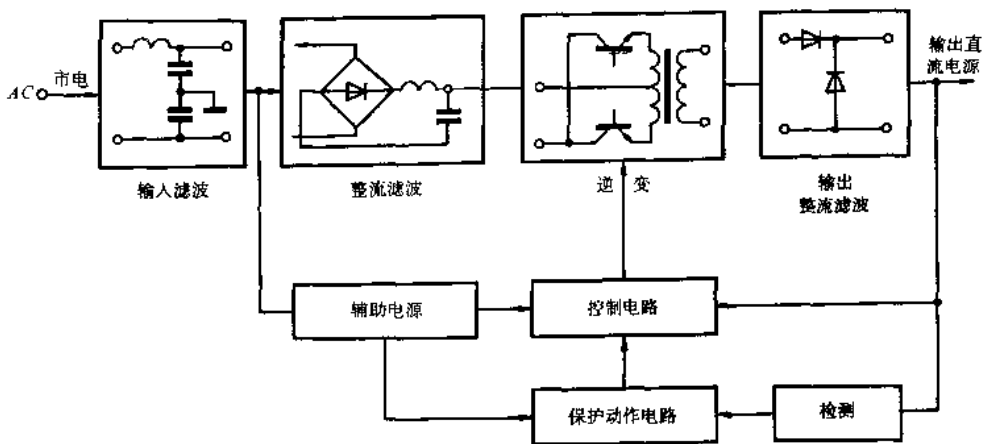 AC
市电
输入滤波
整流滤波
逆 变
输出
整流滤波
输出直
流电源
辅助电源
控制电路
保护动作电路
检测